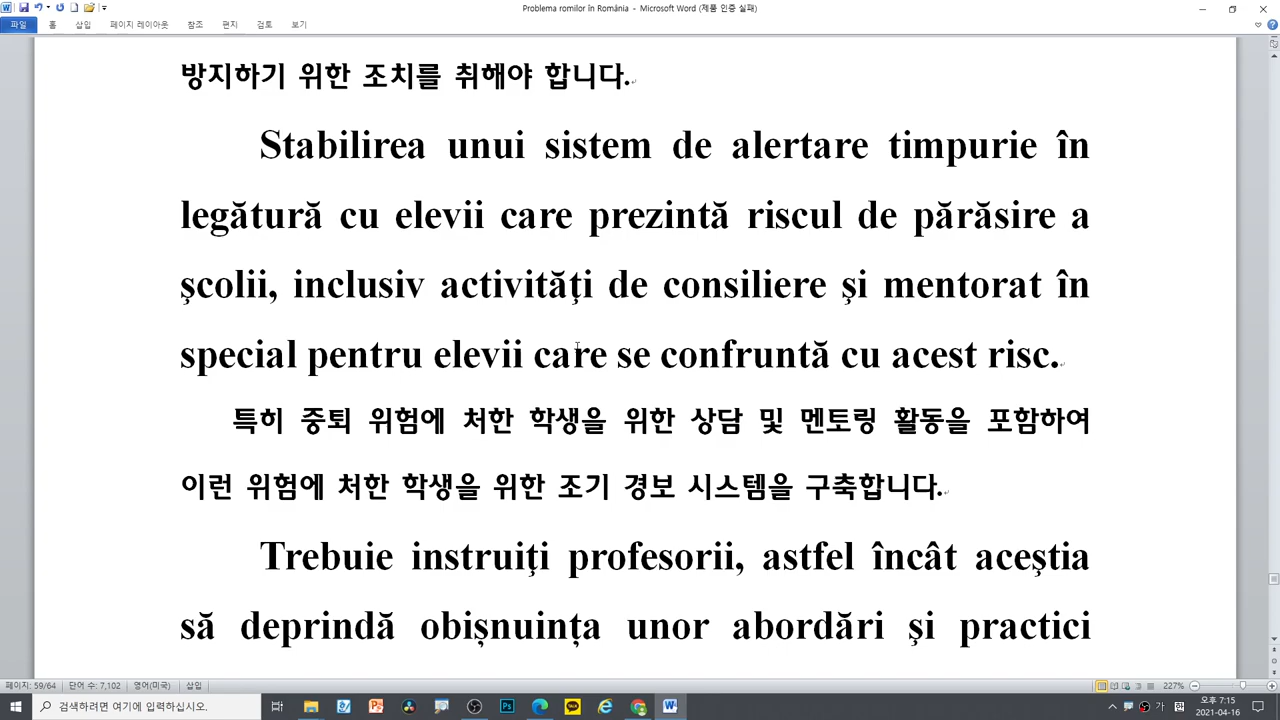 Problema romilor în Románia - Microsoft Word (제품 인증 실패)
파일 홈 삽입 페이지 레이아웃 참조 편지 검토 보기
방지하기 위한 조치를 취해야 합니다.
Stabilirea unui sistem de alertare timpurie în
legătură cu elevii care prezintă riscul de părăsire a
şcolii, inclusiv activităţi de consiliere şi mentorat în
special pentru elevii care se confruntă cu acest risc.
특히 중퇴 위험에 처한 학생을 위한 상담 및 멘토링 활동을 포함하여
이런 위험에 처한 학생을 위한 조기 경보 시스템을 구축합니다.
Trebuie instruiţi profesorii, astfel încât aceştia
să deprindă obișnuința unor abordări şi practici
페이지: 59/64 단어 수: 7,102 영어(미국) 삽입 227%
검색하려면 여기에 입력하십시오. 가 오후 7:15
2021-04-16